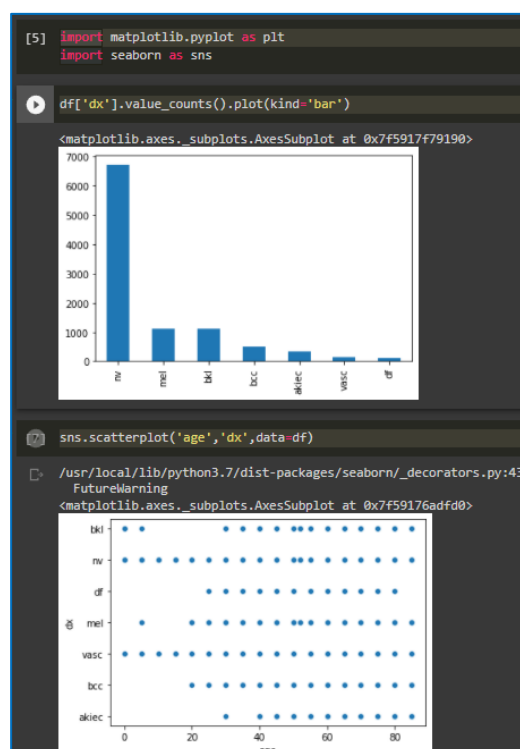 [5] import matplotlib.pyplot as plt
import seaborn as sns
df['dx'].value_counts().plot(kind='bar')
<matplotlib.axes._subplots.AxesSubplot at 0x7f5917f79190>
7000
6000
5000
4000
3000
2000
1000
0
nv mel bkl bcc akiec vasc df
sns.scatterplot('age','dx',data=df)
/usr/local/lib/python3.7/dist-packages/seaborn/_decorators.py:43
FutureWarning
<matplotlib.axes._subplots.AxesSubplot at 0x7f59176adfd0>
bkl
nv
df
dx
mel
vasc
bcc
akiec
0 20 40 60 80